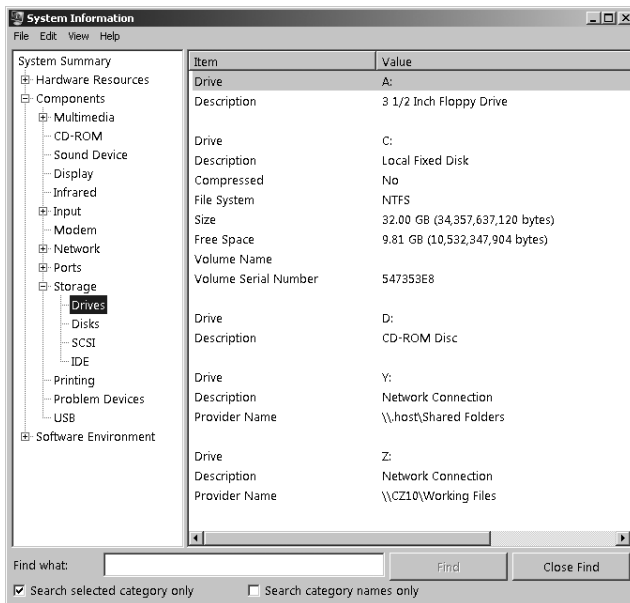 System Information
File Edit View Help
System Summary
Hardware Resources
Components
Multimedia
CD-ROM
Sound Device
Display
Infrared
Input
Modem
Network
Ports
Storage
Drives
Disks
SCSI
IDE
Printing
Problem Devices
USB
Software Environment
Item Value
Drive A:
Description 3 1/2 Inch Floppy Drive
Drive C:
Description Local Fixed Disk
Compressed No
File System NTFS
Size 32.00 GB (34,357,637,120 bytes)
Free Space 9.81 GB (10,532,347,904 bytes)
Volume Name
Volume Serial Number 547353E8
Drive D:
Description CD-ROM Disc
Drive Y:
Description Network Connection
Provider Name \\.host\Shared Folders
Drive Z:
Description Network Connection
Provider Name \\CZ10\Working Files
Find what: Find Close Find
Search selected category only Search category names only